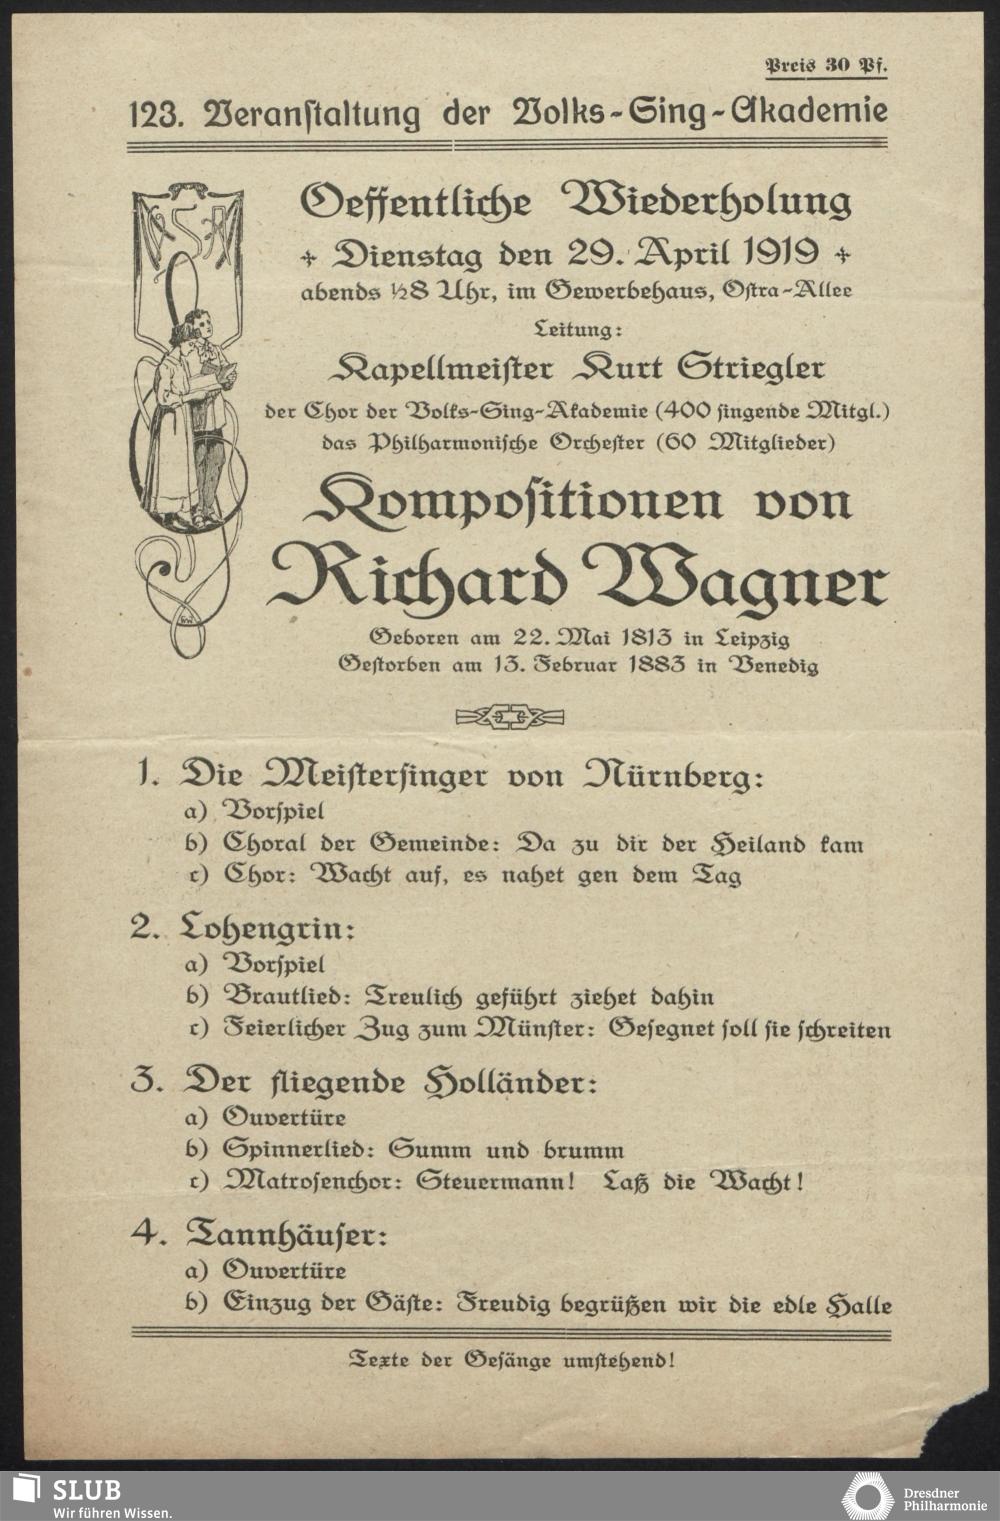 Preis 30 Pf.
123. Veranſtaltung der Volks-Sing-Akademie
VSA
Oeffentliche Wiederholung
Dienstag den 29. April 1919
abends ½8 Uhr, im Gewerbehaus, Oſtra-Allee
Leitung:
Kapellmeiſter Kurt Striegler
der Chor der Volks-Sing-Akademie (400 ſingende Mitgl.)
das Philharmoniſche Orcheſter (60 Mitglieder)
Kompoſitionen von
Richard Wagner
Geboren am 22. Mai 1813 in Leipzig
Geſtorben am 13. Februar 1883 in Venedig
1. Die Meiſterſinger von Nürnberg:
a) Vorſpiel
b) Choral der Gemeinde: Da zu dir der Heiland kam
c) Chor: Wacht auf, es nahet gen dem Tag
2. Lohengrin:
a) Vorſpiel
b) Brautlied: Treulich geführt ziehet dahin
c) Feierlicher Zug zum Münſter: Geſegnet ſoll ſie ſchreiten
3. Der fliegende Holländer:
a) Ouvertüre
b) Spinnerlied: Summ und brumm
c) Matroſenchor: Steuermann! Laß die Wacht!
4. Tannhäuſer:
a) Ouvertüre
b) Einzug der Gäſte: Freudig begrüßen wir die edle Halle
Texte der Geſänge umſtehend!
SLUB
Wir führen Wissen.
Dresdner
Philharmonie